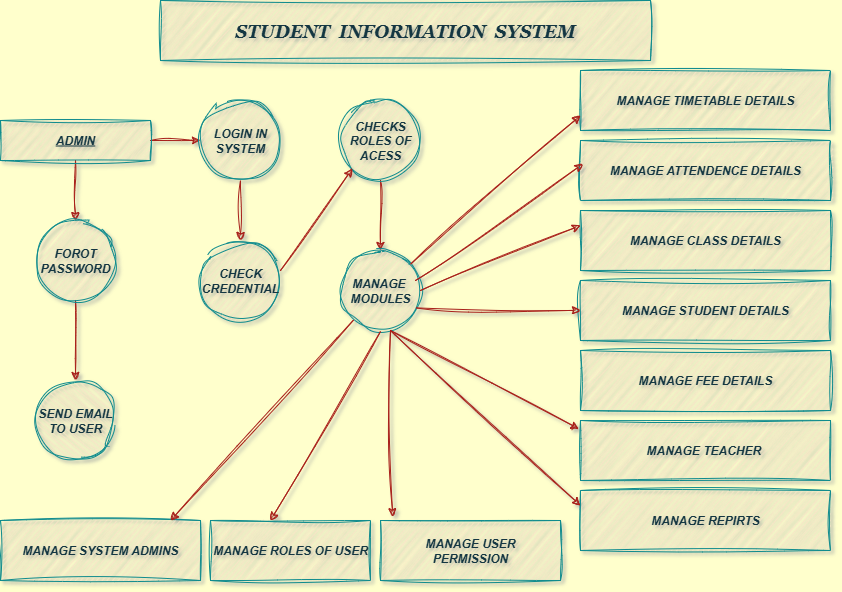 STUDENT INFORMATION SYSTEM
MANAGE TIMETABLE DETAILS
ADMIN
LOGIN IN
SYSTEM
CHECKS
ROLES OF
ACESS
MANAGE ATTENDENCE DETAILS
MANAGE CLASS DETAILS
FOROT
PASSWORD
CHECK
CREDENTIAL
MANAGE
MODULES
MANAGE STUDENT DETAILS
MANAGE FEE DETAILS
SEND EMAIL
TO USER
MANAGE TEACHER
MANAGE REPIRTS
MANAGE SYSTEM ADMINS
MANAGE ROLES OF USER
MANAGE USER
PERMISSION